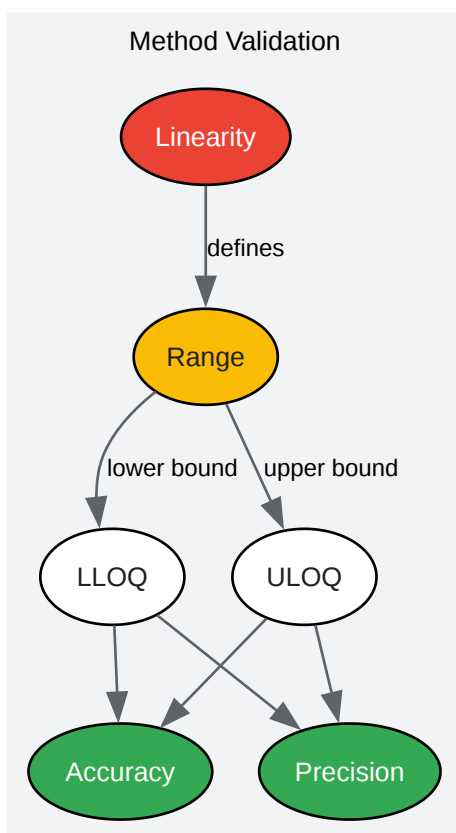 Method Validation
Linearity
defines
Range
lower bound
upper bound
LLOQ
ULOQ
Accuracy
Precision